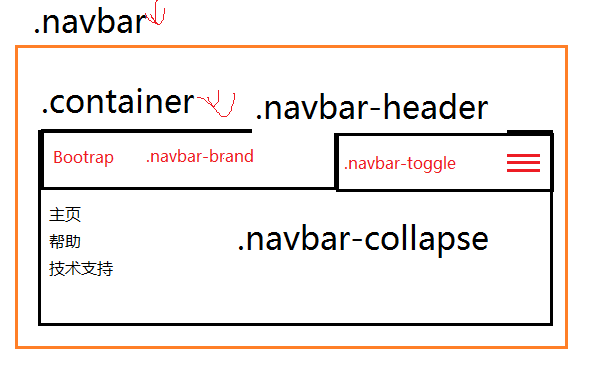 .navbar
.container
.navbar-header
Bootrap .navbar-brand
.navbar-toggle
主页
帮助
技术支持
.navbar-collapse